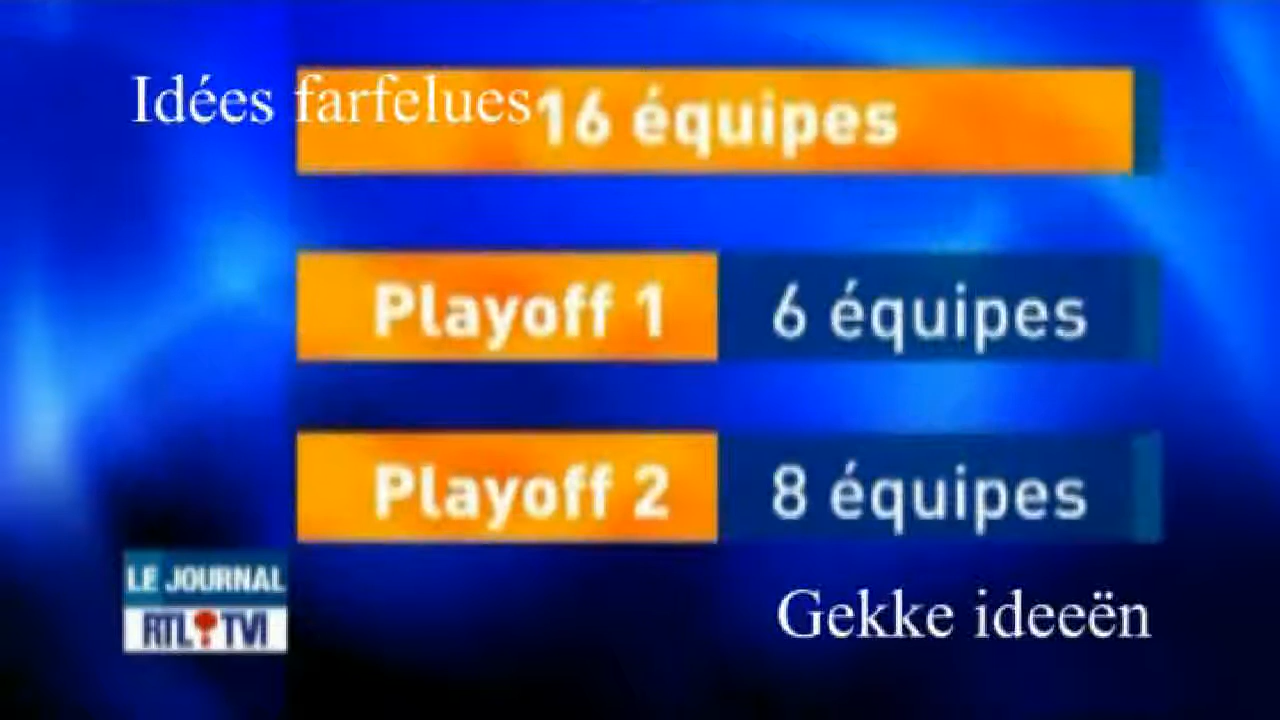 Idées farfelues
16 équipes
Playoff 1
6 équipes
Playoff 2
8 équipes
LE JOURNAL
RTL TVI
Gekke ideeën